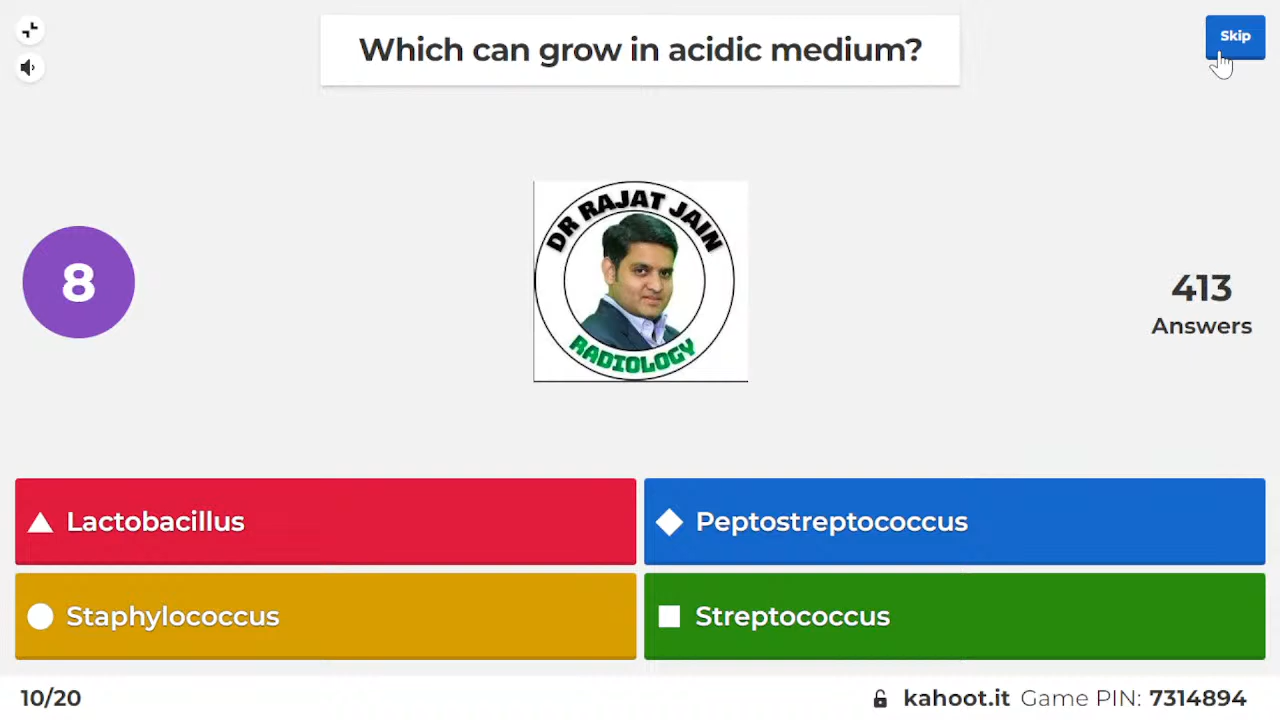 Which can grow in acidic medium?
Skip
DR RAJAT JAIN
RADIOLOGY
8
413
Answers
Lactobacillus
Peptostreptococcus
Staphylococcus
Streptococcus
10/20
kahoot.it Game PIN: 7314894